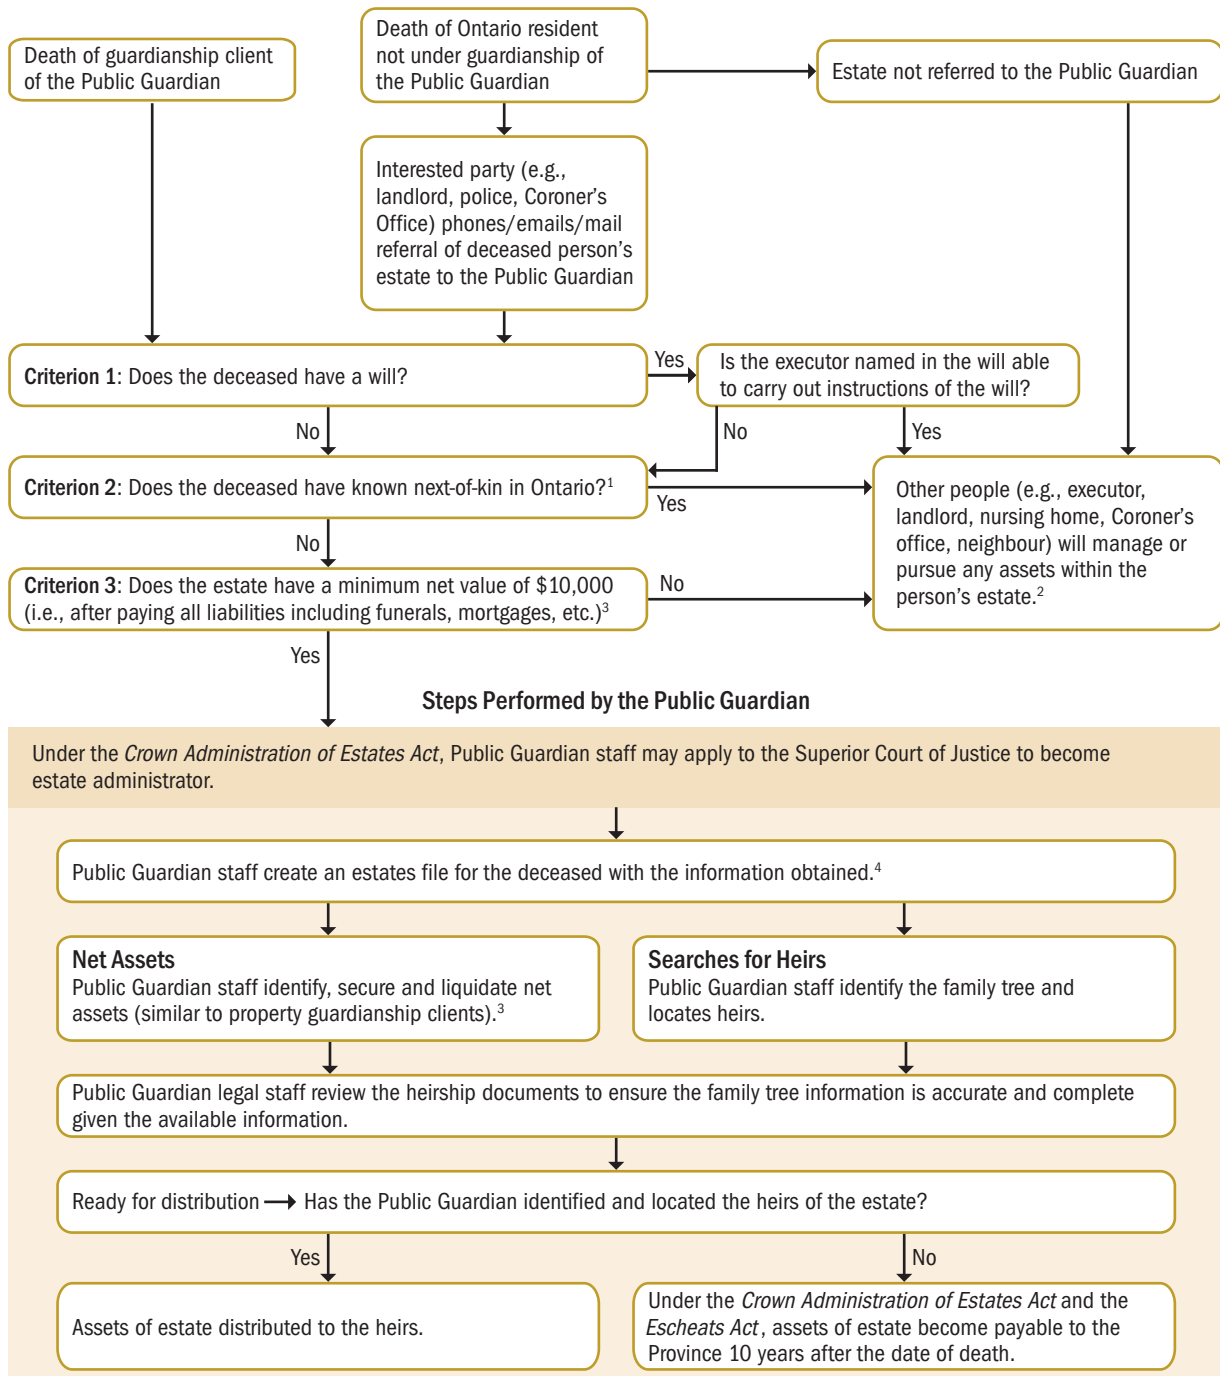 Death of guardianship client
of the Public Guardian
Death of Ontario resident
not under guardianship of
the Public Guardian
Estate not referred to the Public Guardian
Interested party (e.g.,
landlord, police, Coroner’s
Office) phones/emails/mail
referral of deceased person’s
estate to the Public Guardian
Criterion 1: Does the deceased have a will?
Yes
Is the executor named in the will able
to carry out instructions of the will?
No
No
Yes
Criterion 2: Does the deceased have known next-of-kin in Ontario?¹
Yes
Other people (e.g., executor,
landlord, nursing home, Coroner’s
office, neighbour) will manage or
pursue any assets within the
person’s estate.²
No
Criterion 3: Does the estate have a minimum net value of $10,000
(i.e., after paying all liabilities including funerals, mortgages, etc.)³
No
Yes
Steps Performed by the Public Guardian
Under the Crown Administration of Estates Act, Public Guardian staff may apply to the Superior Court of Justice to become
estate administrator.
Public Guardian staff create an estates file for the deceased with the information obtained.⁴
Net Assets
Public Guardian staff identify, secure and liquidate net
assets (similar to property guardianship clients).³
Searches for Heirs
Public Guardian staff identify the family tree and
locates heirs.
Public Guardian legal staff review the heirship documents to ensure the family tree information is accurate and complete
given the available information.
Ready for distribution → Has the Public Guardian identified and located the heirs of the estate?
Yes
No
Assets of estate distributed to the heirs.
Under the Crown Administration of Estates Act and the
Escheats Act, assets of estate become payable to the
Province 10 years after the date of death.